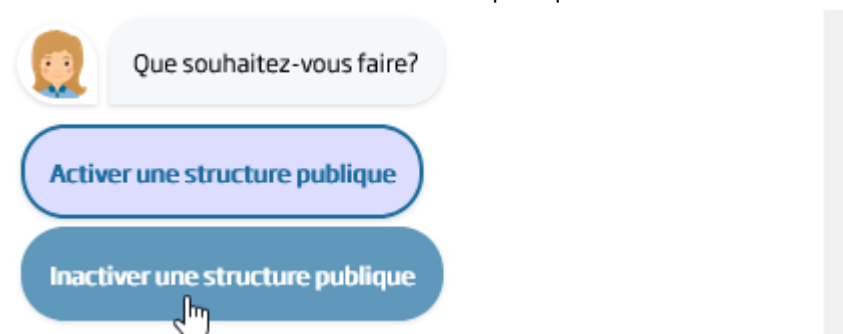 Que souhaitez-vous faire?
Activer une structure publique
Inactiver une structure publique